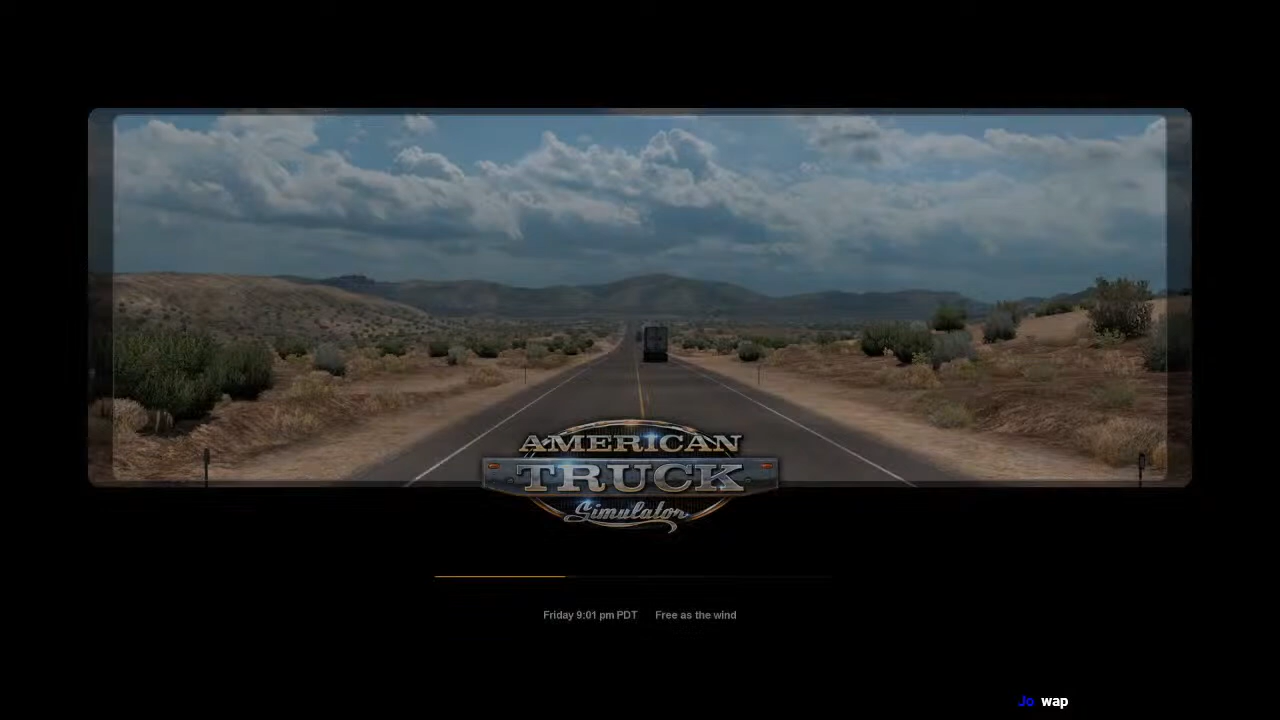 AMERICAN
TRUCK
Simulator
Friday 9:01 pm PDT Free as the wind
Jo wap